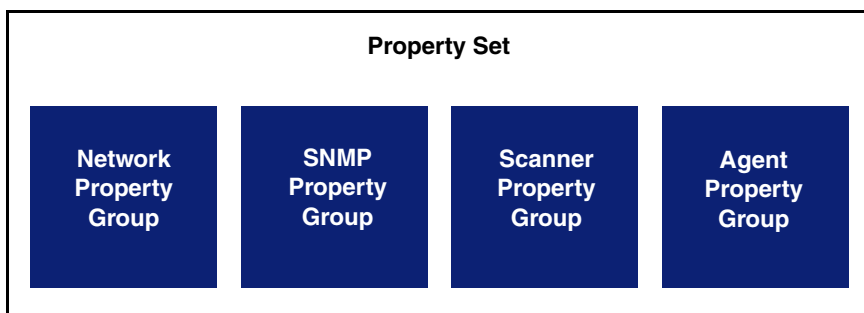 Property Set
Network
Property
Group
SNMP
Property
Group
Scanner
Property
Group
Agent
Property
Group